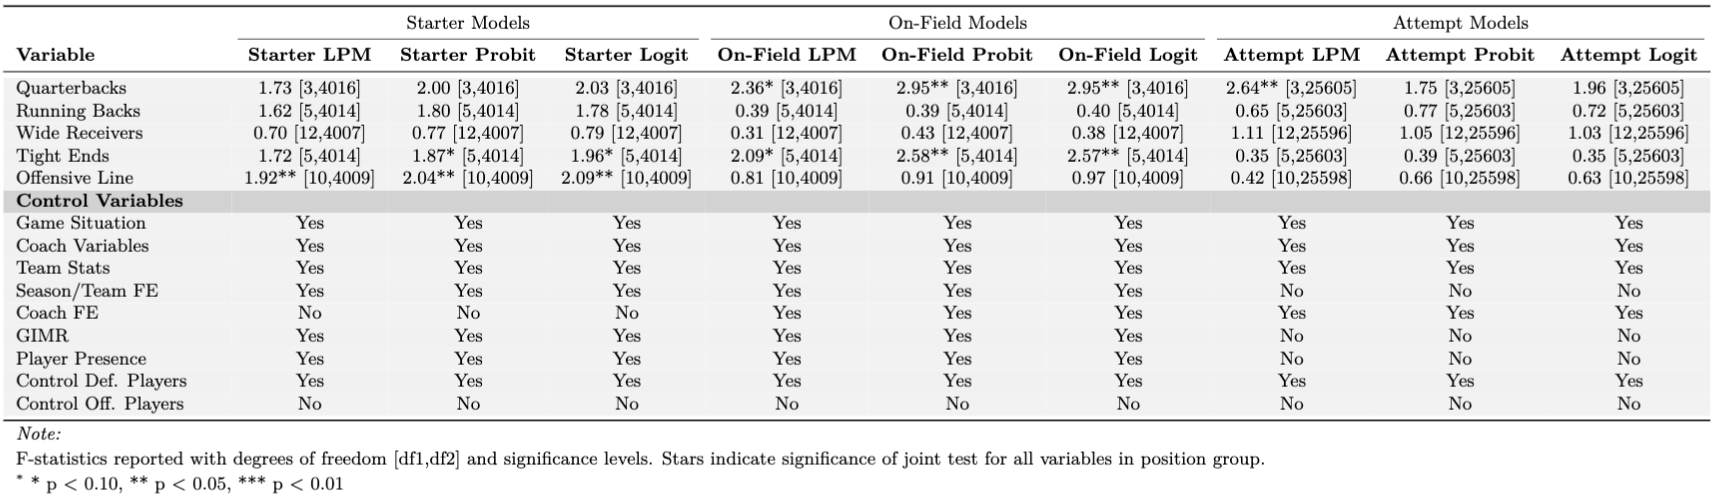 Starter Models On-Field Models Attempt Models
Variable Starter LPM Starter Probit Starter Logit On-Field LPM On-Field Probit On-Field Logit Attempt LPM Attempt Probit Attempt Logit
Quarterbacks 1.73 [3,4016] 2.00 [3,4016] 2.03 [3,4016] 2.36* [3,4016] 2.95** [3,4016] 2.95** [3,4016] 2.64** [3,25605] 1.75 [3,25605] 1.96 [3,25605]
Running Backs 1.62 [5,4014] 1.80 [5,4014] 1.78 [5,4014] 0.39 [5,4014] 0.39 [5,4014] 0.40 [5,4014] 0.65 [5,25603] 0.77 [5,25603] 0.72 [5,25603]
Wide Receivers 0.70 [12,4007] 0.77 [12,4007] 0.79 [12,4007] 0.31 [12,4007] 0.43 [12,4007] 0.38 [12,4007] 1.11 [12,25596] 1.05 [12,25596] 1.03 [12,25596]
Tight Ends 1.72 [5,4014] 1.87* [5,4014] 1.96* [5,4014] 2.09* [5,4014] 2.58** [5,4014] 2.57** [5,4014] 0.35 [5,25603] 0.39 [5,25603] 0.35 [5,25603]
Offensive Line 1.92** [10,4009] 2.04** [10,4009] 2.09** [10,4009] 0.81 [10,4009] 0.91 [10,4009] 0.97 [10,4009] 0.42 [10,25598] 0.66 [10,25598] 0.63 [10,25598]
Control Variables
Game Situation Yes Yes Yes Yes Yes Yes Yes Yes Yes
Coach Variables Yes Yes Yes Yes Yes Yes Yes Yes Yes
Team Stats Yes Yes Yes Yes Yes Yes Yes Yes Yes
Season/Team FE Yes Yes Yes Yes Yes Yes No No No
Coach FE No No No Yes Yes Yes Yes Yes Yes
GIMR Yes Yes Yes Yes Yes Yes No No No
Player Presence Yes Yes Yes Yes Yes Yes No No No
Control Def. Players Yes Yes Yes Yes Yes Yes Yes Yes Yes
Control Off. Players No No No No No No No No No
Note:
F-statistics reported with degrees of freedom [df1,df2] and significance levels. Stars indicate significance of joint test for all variables in position group.
* * p < 0.10, ** p < 0.05, *** p < 0.01